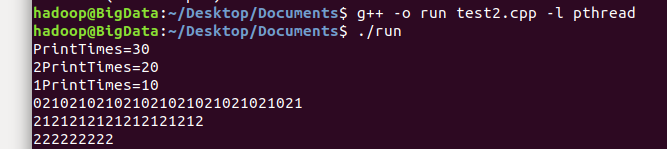 hadoop@BigData:~/Desktop/Documents$ g++ -o run test2.cpp -l pthread
hadoop@BigData:~/Desktop/Documents$ ./run
PrintTimes=30
2PrintTimes=20
1PrintTimes=10
021021021021021021021021021021
2121212121212121212
222222222